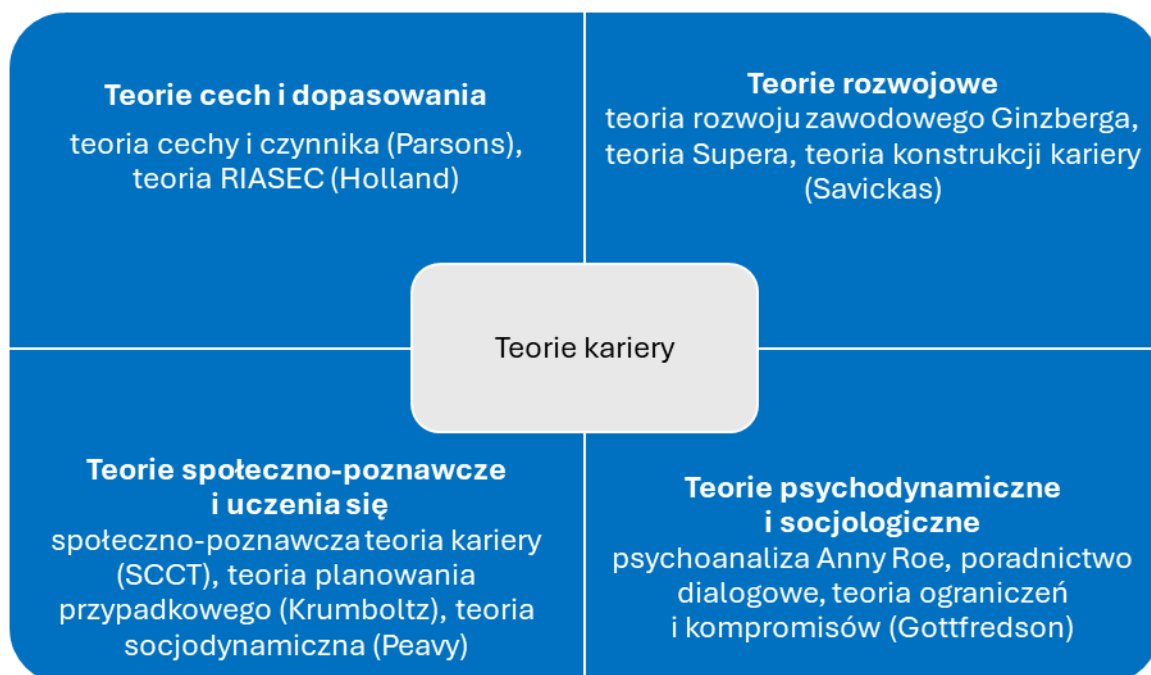 Teorie cech i dopasowania
teoria cechy i czynnika (Parsons),
teoria RIASEC (Holland)
Teorie rozwojowe
teoria rozwoju zawodowego Ginzberga,
teoria Supera, teoria konstrukcji kariery
(Savickas)
Teorie kariery
Teorie społeczno-poznawcze
i uczenia się
społeczno-poznawcza teoria kariery
(SCCT), teoria planowania
przypadkowego (Krumboltz), teoria
socjodynamiczna (Peavy)
Teorie psychodynamiczne
i socjologiczne
psychoanaliza Anny Roe, poradnictwo
dialogowe, teoria ograniczeń
i kompromisów (Gottfredson)